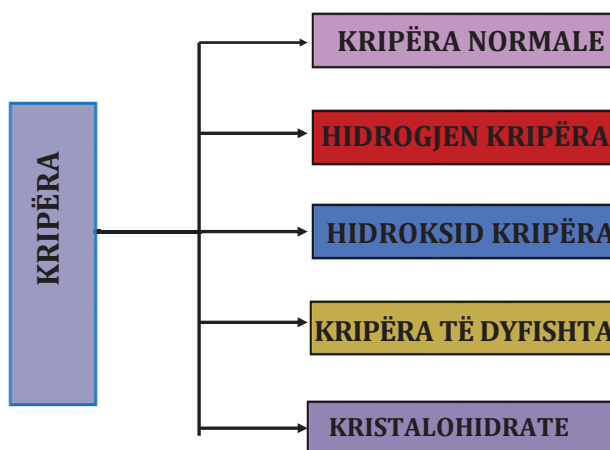 KRIPËRA
KRIPËRA NORMALE
HIDROGJEN KRIPËRA
HIDROKSID KRIPËRA
KRIPËRA TË DYFISHTA
KRISTALOHIDRATE